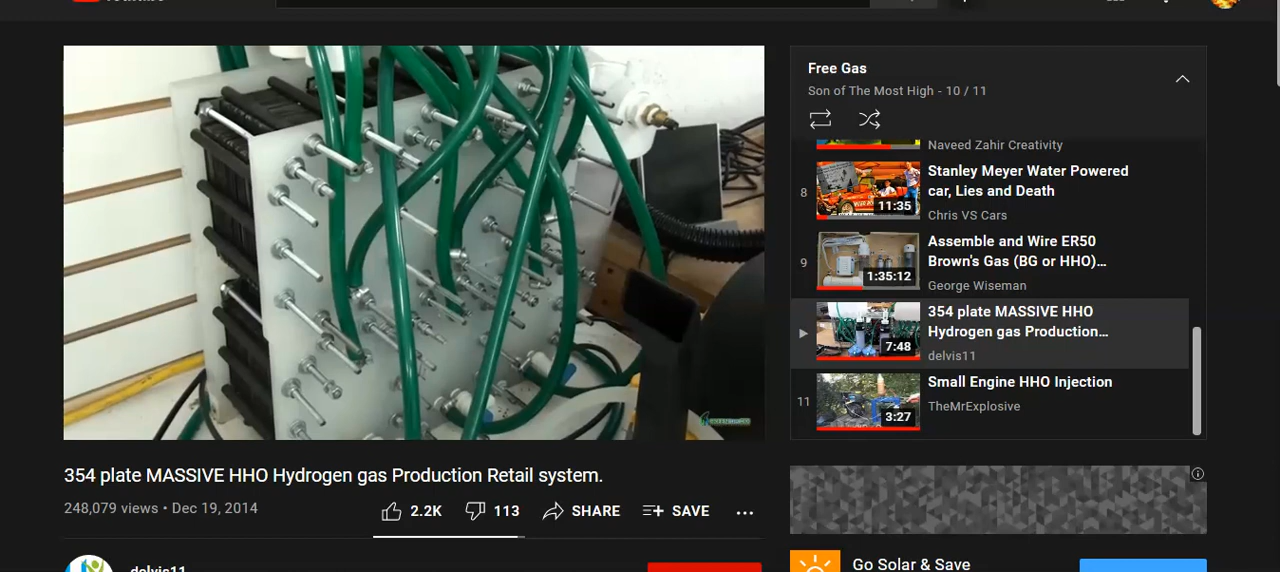 Free Gas
Son of The Most High - 10 / 11
Naveed Zahir Creativity
8
11:35
Stanley Meyer Water Powered
car, Lies and Death
Chris VS Cars
9
1:35:12
Assemble and Wire ER50
Brown's Gas (BG or HHO)...
George Wiseman
7:48
354 plate MASSIVE HHO
Hydrogen gas Production...
delvis11
11
3:27
Small Engine HHO Injection
TheMrExplosive
354 plate MASSIVE HHO Hydrogen gas Production Retail system.
248,079 views • Dec 19, 2014
2.2K
113
SHARE
SAVE
delvis11
Go Solar & Save